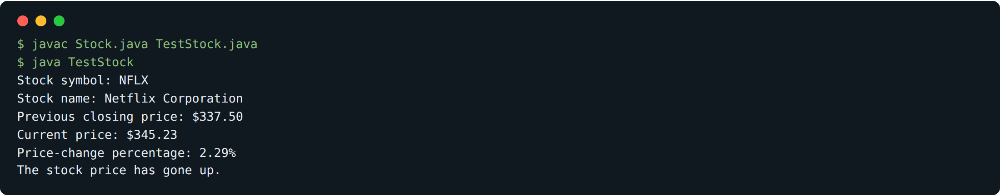 $ javac Stock.java TestStock.java
$ java TestStock
Stock symbol: NFLX
Stock name: Netflix Corporation
Previous closing price: $337.50
Current price: $345.23
Price-change percentage: 2.29%
The stock price has gone up.